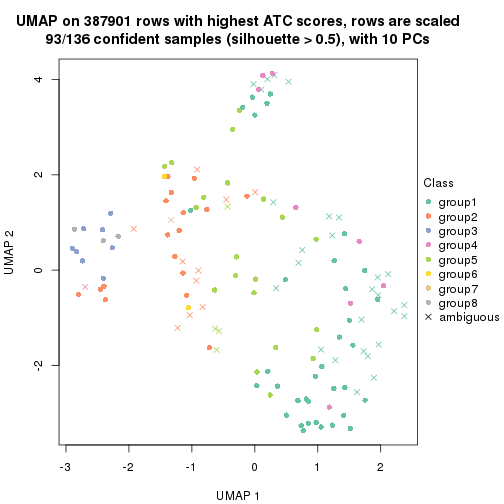 UMAP on 387901 rows with highest ATC scores, rows are scaled
93/136 confident samples (silhouette > 0.5), with 10 PCs
4
2
0
-2
UMAP 2
-3
-2
-1
0
1
2
UMAP 1
Class
group1
group2
group3
group4
group5
group6
group7
group8
ambiguous